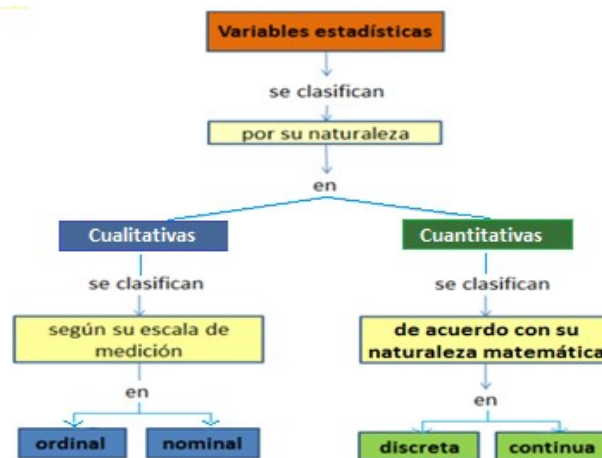 Variables estadísticas
se clasifican
por su naturaleza
en
Cualitativas
Cuantitativas
se clasifican
se clasifican
según su escala de
medición
de acuerdo con su
naturaleza matemática
en
en
ordinal
nominal
discreta
continua